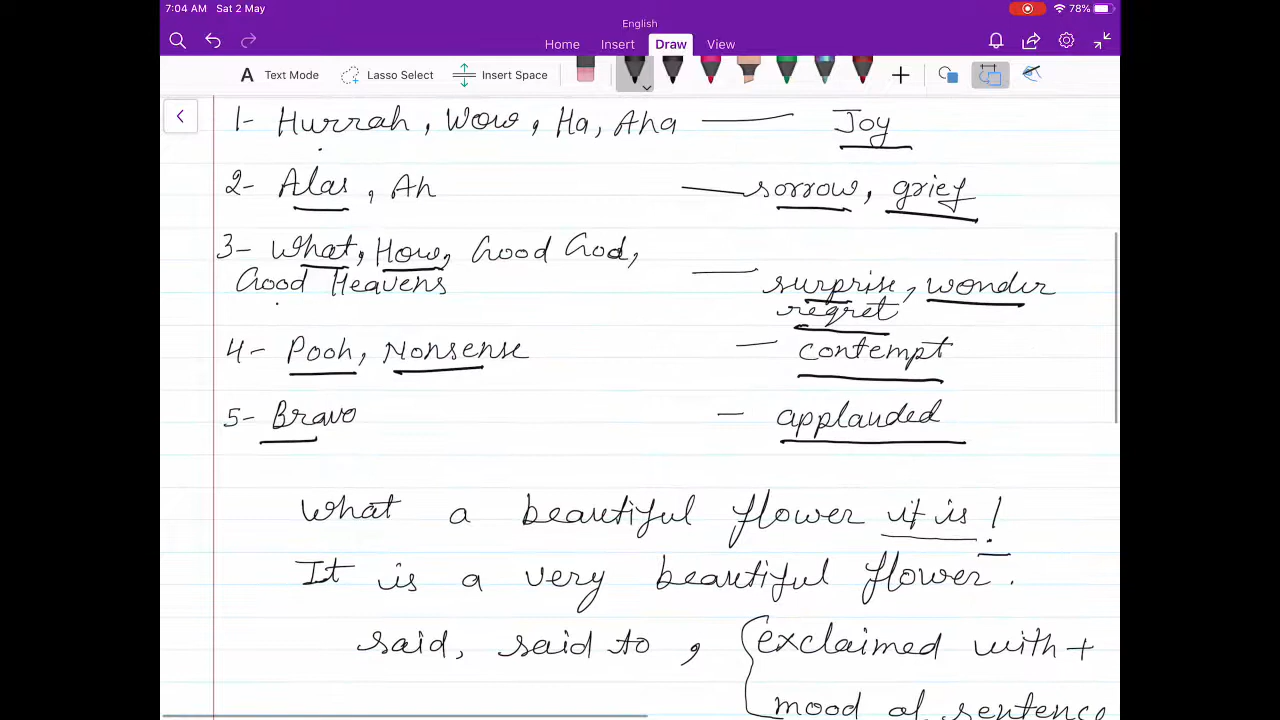 7:04 AM Sat 2 May
78%
English
Home Insert Draw View
Text Mode Lasso Select Insert Space
1- Hurrah, Wow, Ha, Aha — Joy
2- Alas, Ah — sorrow, grief
3- What, How, Good God,
Good Heavens — surprise, wonder
regret
4- Pooh, Nonsense — contempt
5- Bravo - applauded
What a beautiful flower it is!
It is a very beautiful flower.
said, said to, { exclaimed with +
mood of sentence